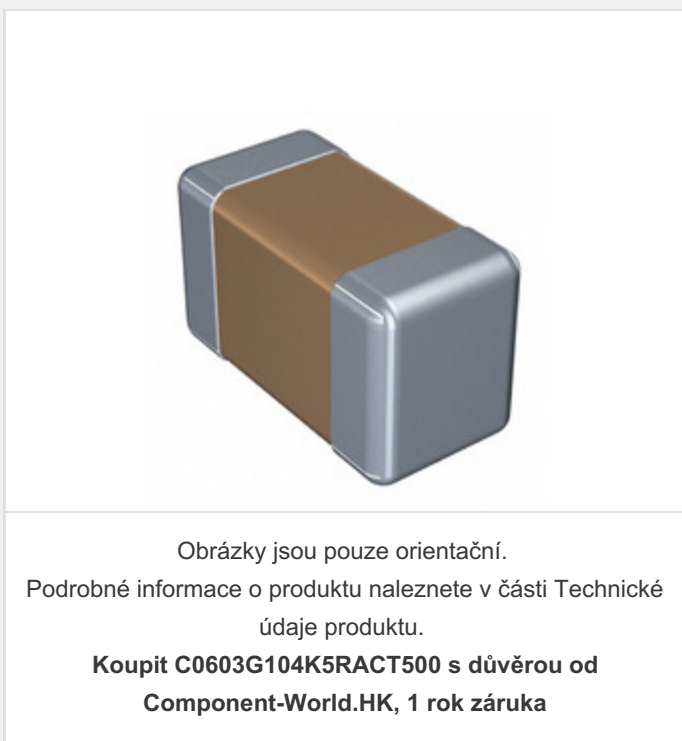 Obrázky jsou pouze orientační.
Podrobné informace o produktu naleznete v části Technické
údaje produktu.
Koupit C0603G104K5RACT500 s důvěrou od
Component-World.HK, 1 rok záruka